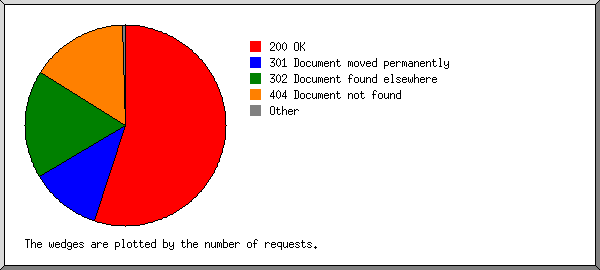 200 OK
301 Document moved permanently
302 Document found elsewhere
404 Document not found
Other
The wedges are plotted by the number of requests.